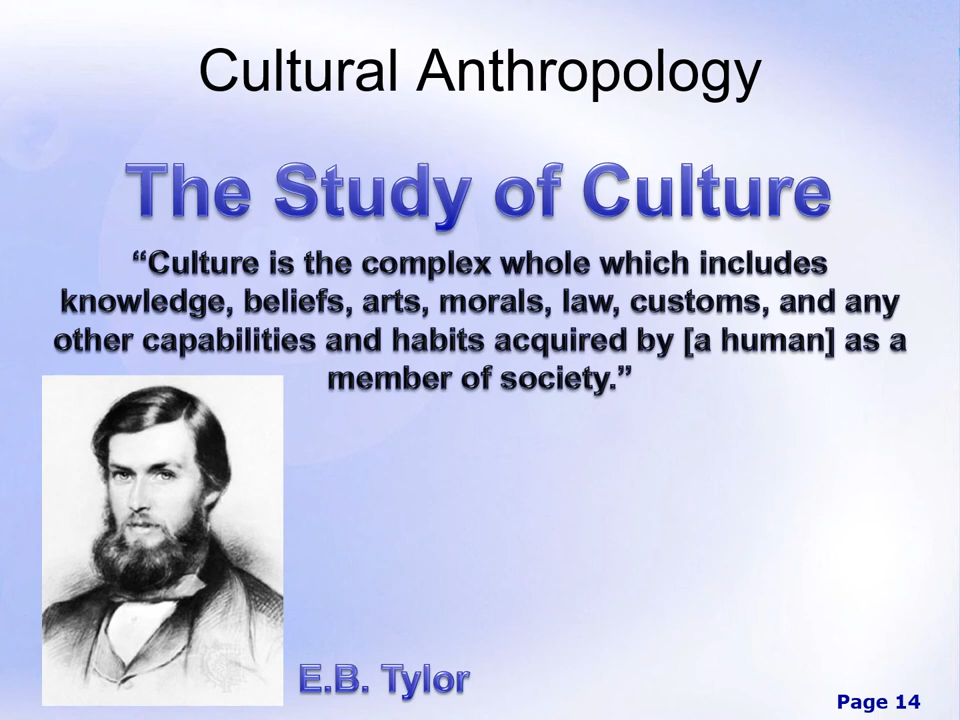 Cultural Anthropology
The Study of Culture
“Culture is the complex whole which includes
knowledge, beliefs, arts, morals, law, customs, and any
other capabilities and habits acquired by [a human] as a
member of society.”
E.B. Tylor
Page 14